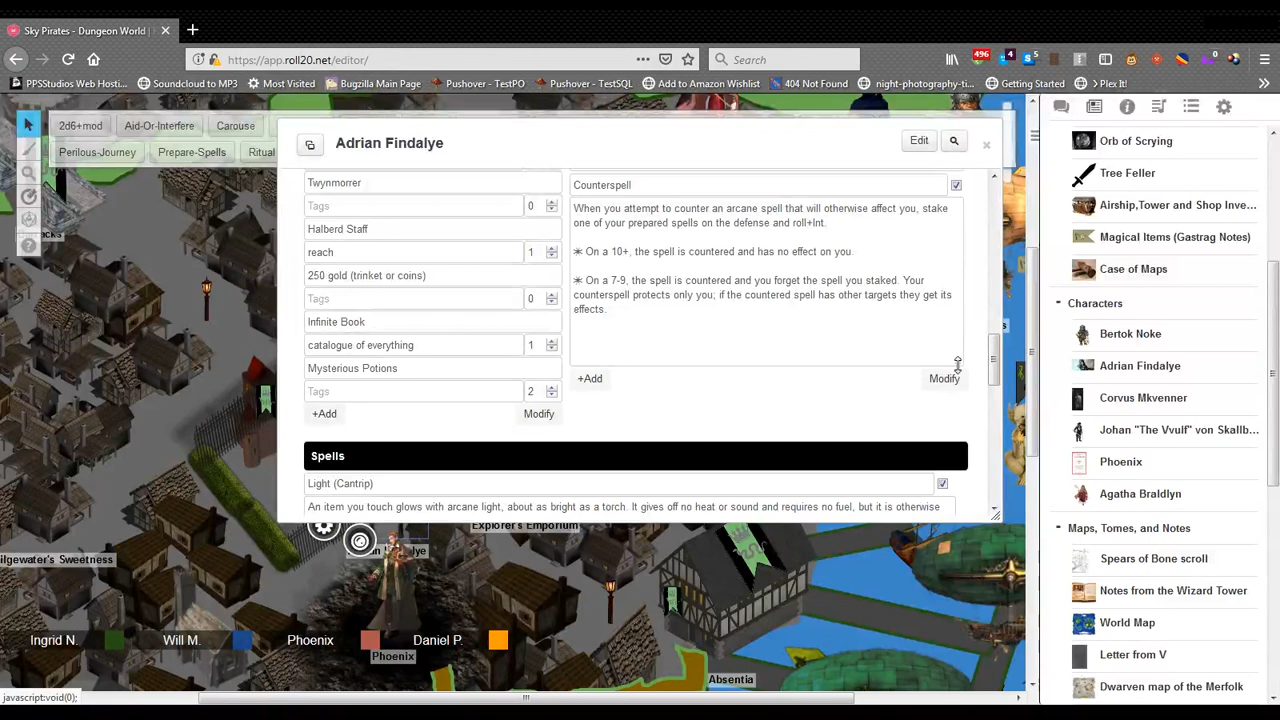 Sky Pirates - Dungeon World |
https://app.roll20.net/editor/
Search
496
4
5
0
PPSStudios Web Host...
Soundcloud to MP3
Most Visited
Bugzilla Main Page
Pushover - TestPO
Pushover - TestSQL
Add to Amazon Wishlist
404 Not Found
night-photography-ti...
Getting Started
Plex It!
2d6+mod
Aid-Or-Interfere
Carouse
Perilous-Journey
Prepare-Spells
Ritual
Adrian Findalye
Edit
Twynmorrer
Tags
0
Halberd Staff
reach
1
250 gold (trinket or coins)
Tags
0
Infinite Book
catalogue of everything
1
Mysterious Potions
Tags
2
+Add
Modify
Counterspell
When you attempt to counter an arcane spell that will otherwise affect you, stake
one of your prepared spells on the defense and roll+Int.
✴ On a 10+, the spell is countered and has no effect on you.
✴ On a 7-9, the spell is countered and you forget the spell you staked. Your
counterspell protects only you; if the countered spell has other targets they get its
effects.
+Add
Modify
Spells
Light (Cantrip)
An item you touch glows with arcane light, about as bright as a torch. It gives off no heat or sound and requires no fuel, but it is otherwise
Orb of Scrying
Tree Feller
Airship,Tower and Shop Inve...
Magical Items (Gastrag Notes)
Case of Maps
Characters
Bertok Noke
Adrian Findalye
Corvus Mkvenner
Johan "The Vvulf" von Skallb...
Phoenix
Agatha Braldlyn
Maps, Tomes, and Notes
Spears of Bone scroll
Notes from the Wizard Tower
World Map
Letter from V
Dwarven map of the Merfolk
Explorer's Emporium
ilgewater's Sweetness
Ingrid N.
Will M.
Phoenix
Daniel P.
Phoenix
Absentia
javascript:void(0);